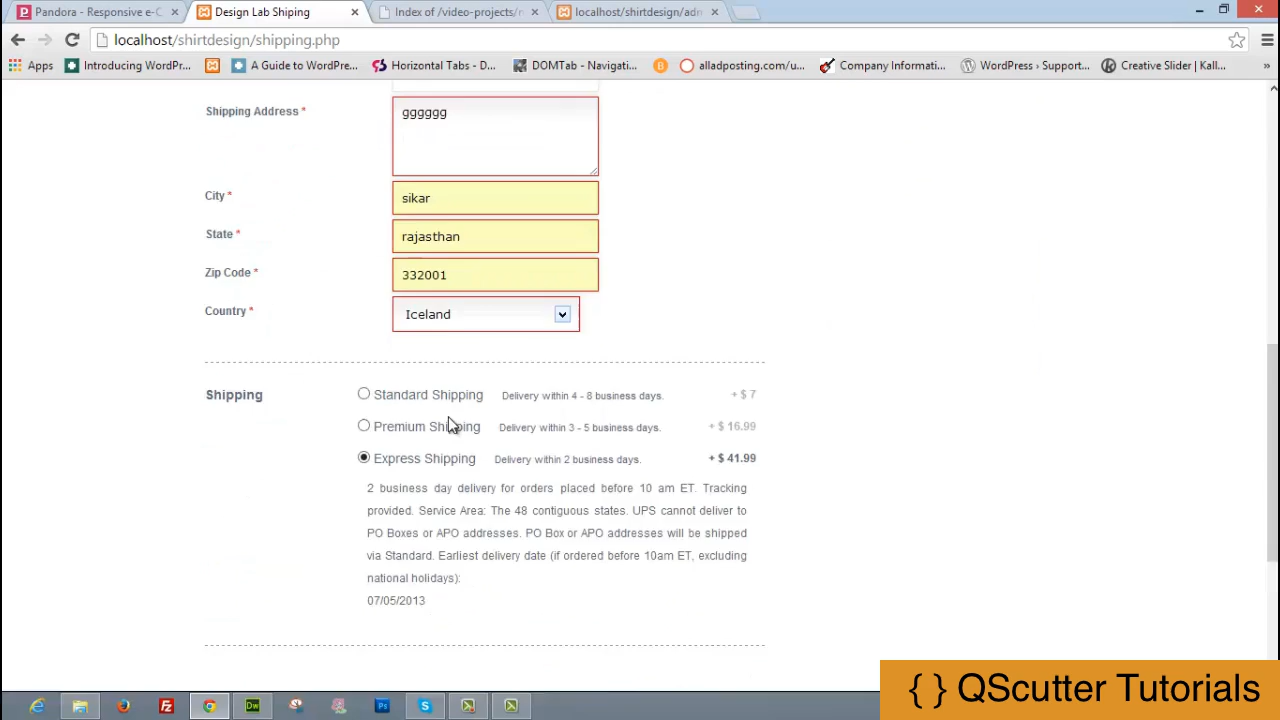 Pandora - Responsive e-C
Design Lab Shiping
Index of /video-projects/
localhost/shirtdesign/adm
localhost/shirtdesign/shipping.php
Apps
Introducing WordPr...
A Guide to WordPre...
Horizontal Tabs - D...
DOMTab - Navigati...
alladposting.com/u...
Company Informati...
WordPress › Support...
Creative Slider | Kall...
»
Shipping Address *
gggggg
City *
sikar
State *
rajasthan
Zip Code *
332001
Country *
Iceland
Shipping
Standard Shipping Delivery within 4 - 8 business days. + $ 7
Premium Shipping Delivery within 3 - 5 business days. + $ 16.99
Express Shipping Delivery within 2 business days. + $ 41.99
2 business day delivery for orders placed before 10 am ET. Tracking
provided. Service Area: The 48 contiguous states. UPS cannot deliver to
PO Boxes or APO addresses. PO Box or APO addresses will be shipped
via Standard. Earliest delivery date (if ordered before 10am ET, excluding
national holidays):
07/05/2013
{ } QScutter Tutorials